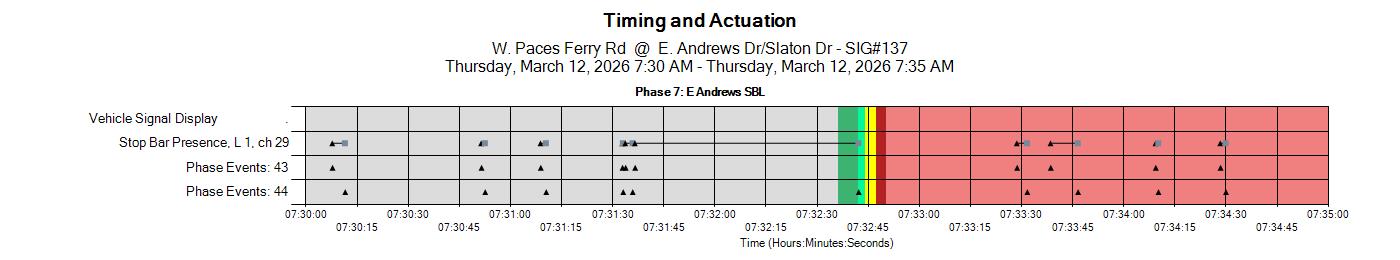 Timing and Actuation
W. Paces Ferry Rd @ E. Andrews Dr/Slaton Dr - SIG#137
Thursday, March 12, 2026 7:30 AM - Thursday, March 12, 2026 7:35 AM
Phase 7: E Andrews SBL
Vehicle Signal Display .
Stop Bar Presence, L 1, ch 29
Phase Events: 43
Phase Events: 44
07:30:00 07:30:30 07:31:00 07:31:30 07:32:00 07:32:30 07:33:00 07:33:30 07:34:00 07:34:30 07:35:00
07:30:15 07:30:45 07:31:15 07:31:45 07:32:15 07:32:45 07:33:15 07:33:45 07:34:15 07:34:45
Time (Hours:Minutes:Seconds)